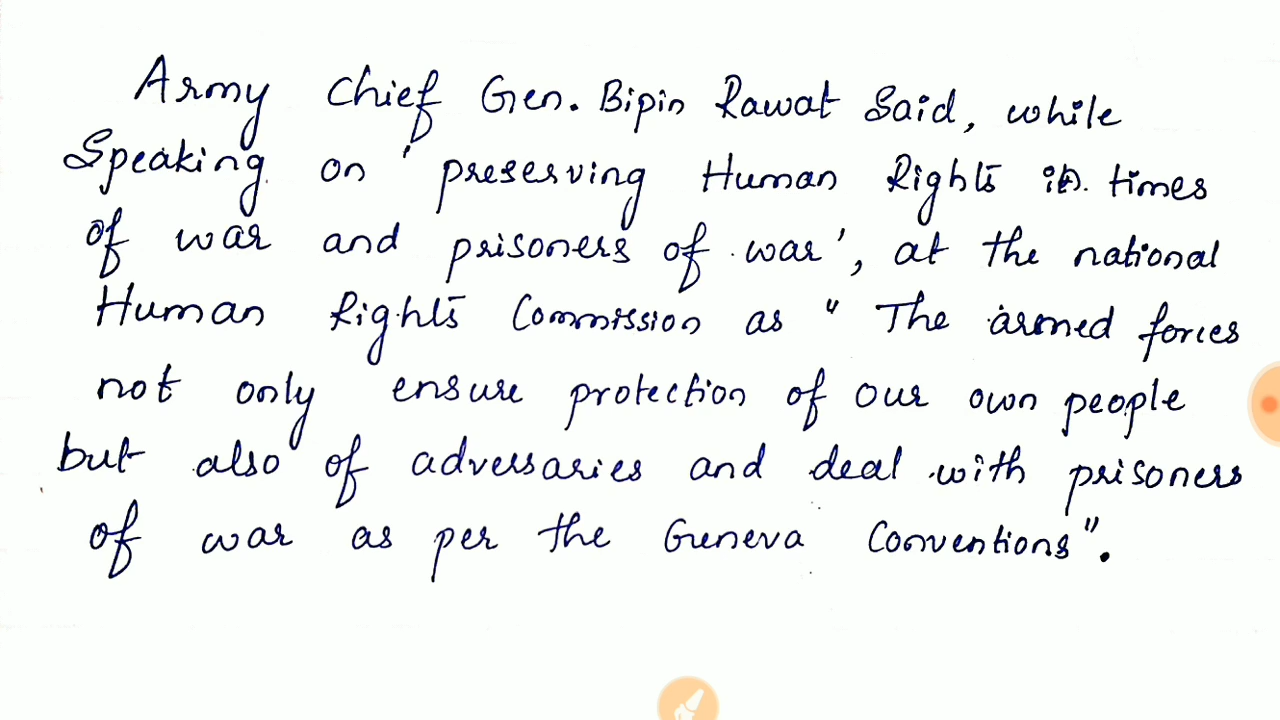 Army Chief Gen. Bipin Rawat Said, while
Speaking on 'preserving Human Rights in times
of war and prisoners of war', at the national
Human Rights Commission as " The armed forces
not only ensure protection of our own people
but also of adversaries and deal with prisoners
of war as per the Geneva Conventions".